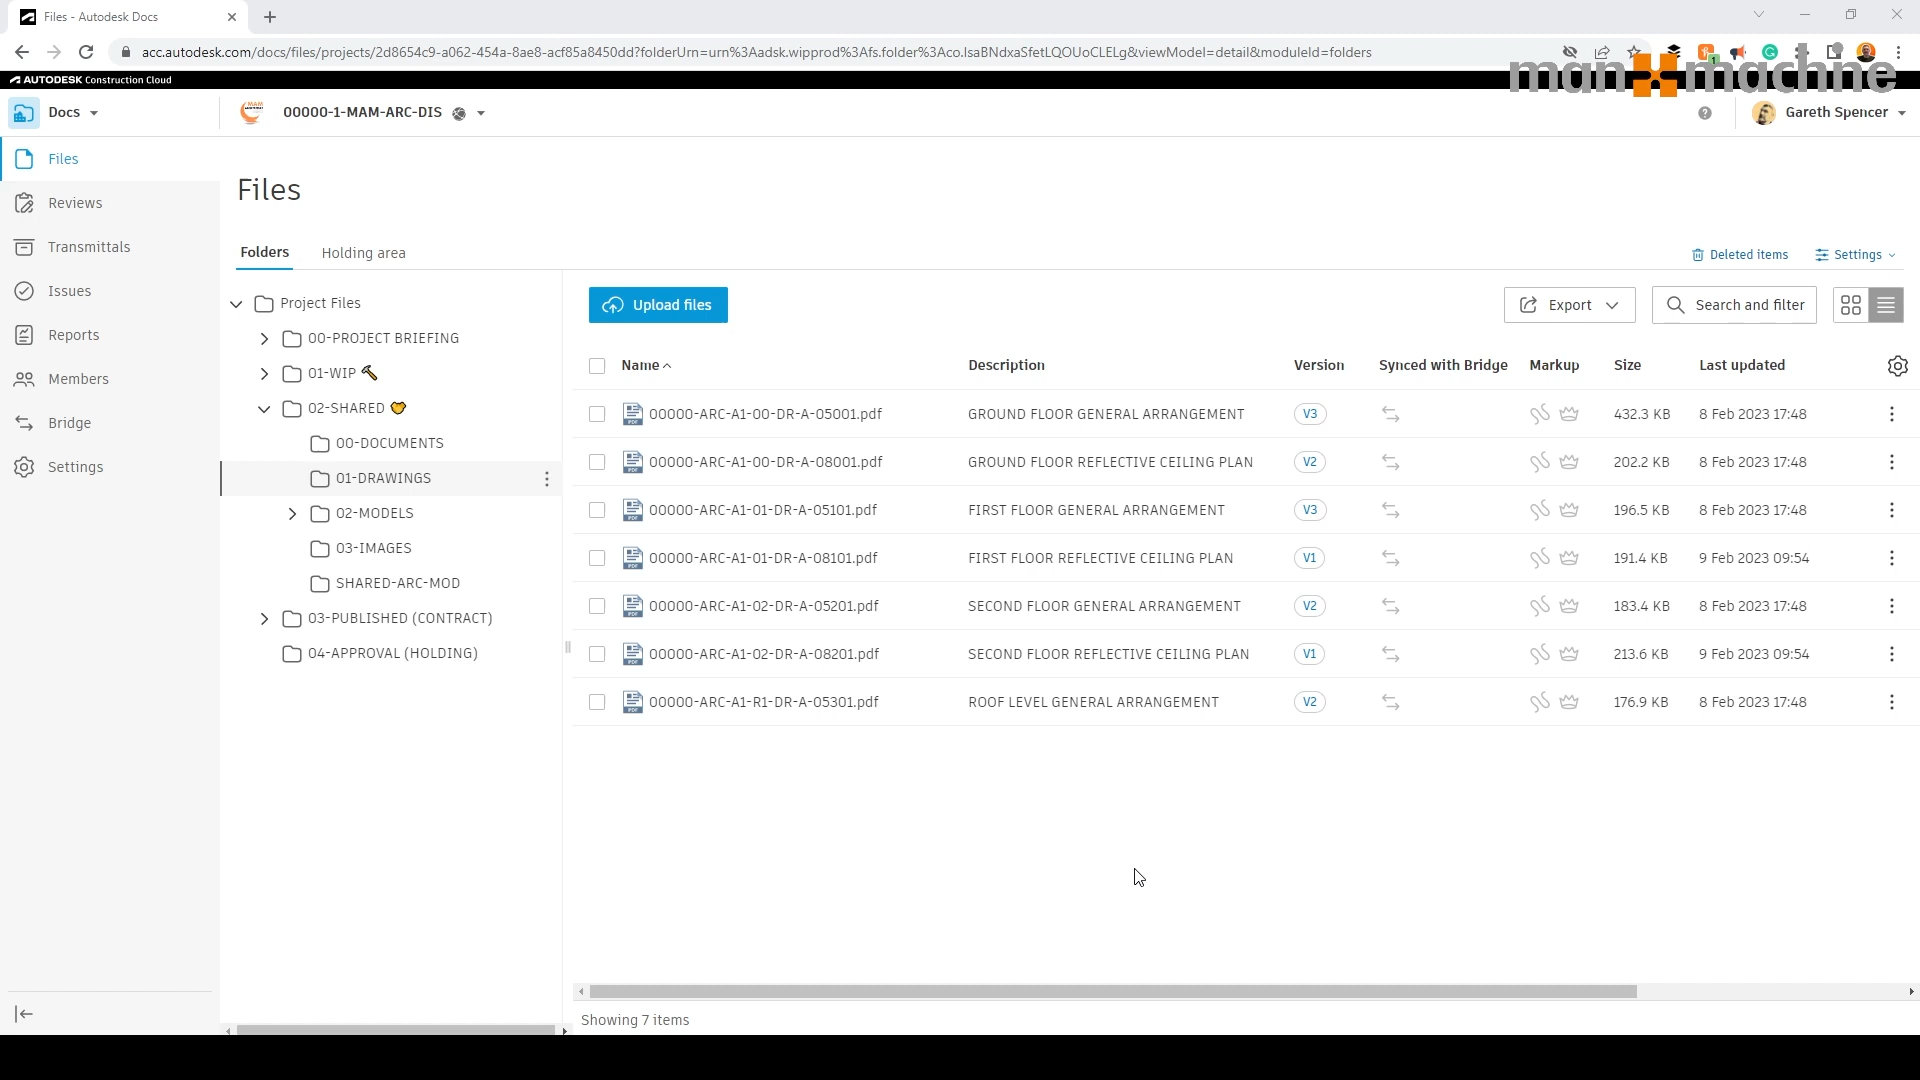 Files - Autodesk Docs
acc.autodesk.com/docs/files/projects/2d8654c9-a062-454a-8ae8-acf85a8450dd?folderUrn=urn%3Aadsk.wipprod%3Afs.folder%3Aco.IsaBNdxaSfetLQOUoCLELg&viewModel=detail&moduleId=folders
1
AUTODESK Construction Cloud
man machine
Docs
MAM
00000-1-MAM-ARC-DIS
Gareth Spencer
Files
Reviews
Transmittals
Issues
Reports
Members
Bridge
Settings
Files
Folders
Holding area
Deleted items
Settings
Project Files
00-PROJECT BRIEFING
01-WIP 🔨
02-SHARED 🤝
00-DOCUMENTS
01-DRAWINGS
02-MODELS
03-IMAGES
SHARED-ARC-MOD
03-PUBLISHED (CONTRACT)
04-APPROVAL (HOLDING)
Upload files
Export
Search and filter
Name Description Version Synced with Bridge Markup Size Last updated
00000-ARC-A1-00-DR-A-05001.pdf GROUND FLOOR GENERAL ARRANGEMENT V3 432.3 KB 8 Feb 2023 17:48
00000-ARC-A1-00-DR-A-08001.pdf GROUND FLOOR REFLECTIVE CEILING PLAN V2 202.2 KB 8 Feb 2023 17:48
00000-ARC-A1-01-DR-A-05101.pdf FIRST FLOOR GENERAL ARRANGEMENT V3 196.5 KB 8 Feb 2023 17:48
00000-ARC-A1-01-DR-A-08101.pdf FIRST FLOOR REFLECTIVE CEILING PLAN V1 191.4 KB 9 Feb 2023 09:54
00000-ARC-A1-02-DR-A-05201.pdf SECOND FLOOR GENERAL ARRANGEMENT V2 183.4 KB 8 Feb 2023 17:48
00000-ARC-A1-02-DR-A-08201.pdf SECOND FLOOR REFLECTIVE CEILING PLAN V1 213.6 KB 9 Feb 2023 09:54
00000-ARC-A1-R1-DR-A-05301.pdf ROOF LEVEL GENERAL ARRANGEMENT V2 176.9 KB 8 Feb 2023 17:48
Showing 7 items